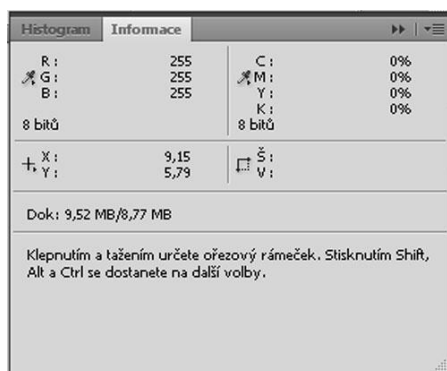 Histogram Informace
R: 255 C: 0%
G: 255 M: 0%
B: 255 Y: 0%
K: 0%
8 bitů 8 bitů
X: 9,15 Š:
Y: 5,79 V:
Dok: 9,52 MB/8,77 MB
Klepnutím a tažením určete ořezový rámeček. Stisknutím Shift,
Alt a Ctrl se dostanete na další volby.